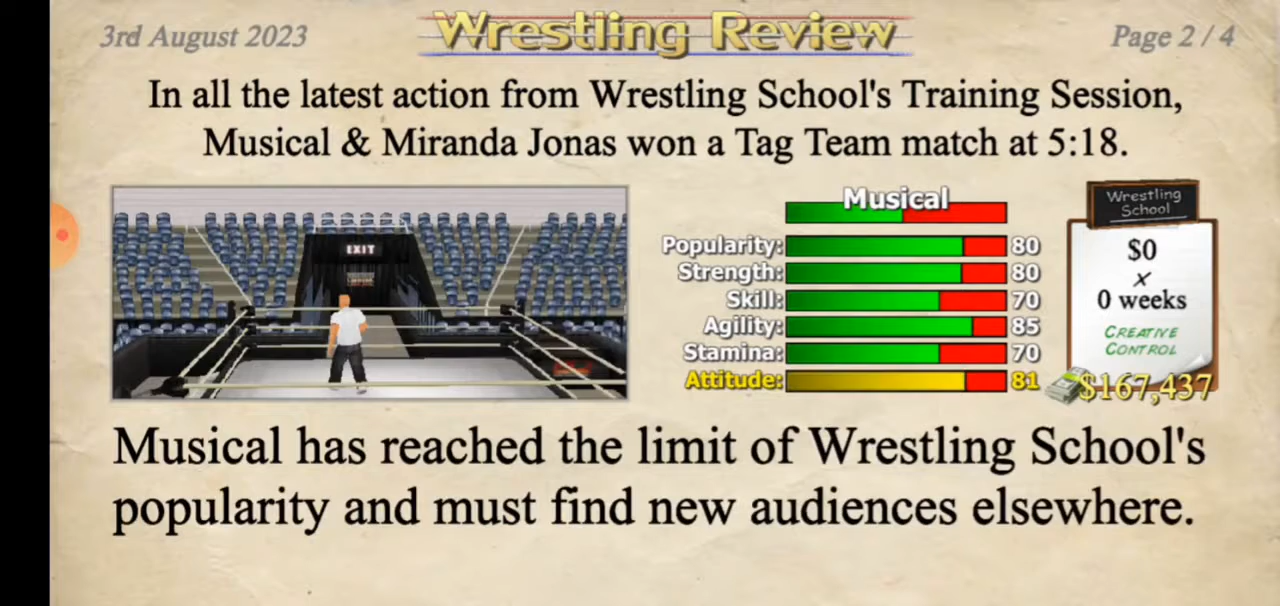 3rd August 2023
Wrestling Review
Page 2 / 4
In all the latest action from Wrestling School's Training Session,
Musical & Miranda Jonas won a Tag Team match at 5:18.
EXIT
Musical
Popularity: 80
Strength: 80
Skill: 70
Agility: 85
Stamina: 70
Attitude: 81
Wrestling
School
$0
x
0 weeks
CREATIVE
CONTROL
$167,437
Musical has reached the limit of Wrestling School's
popularity and must find new audiences elsewhere.